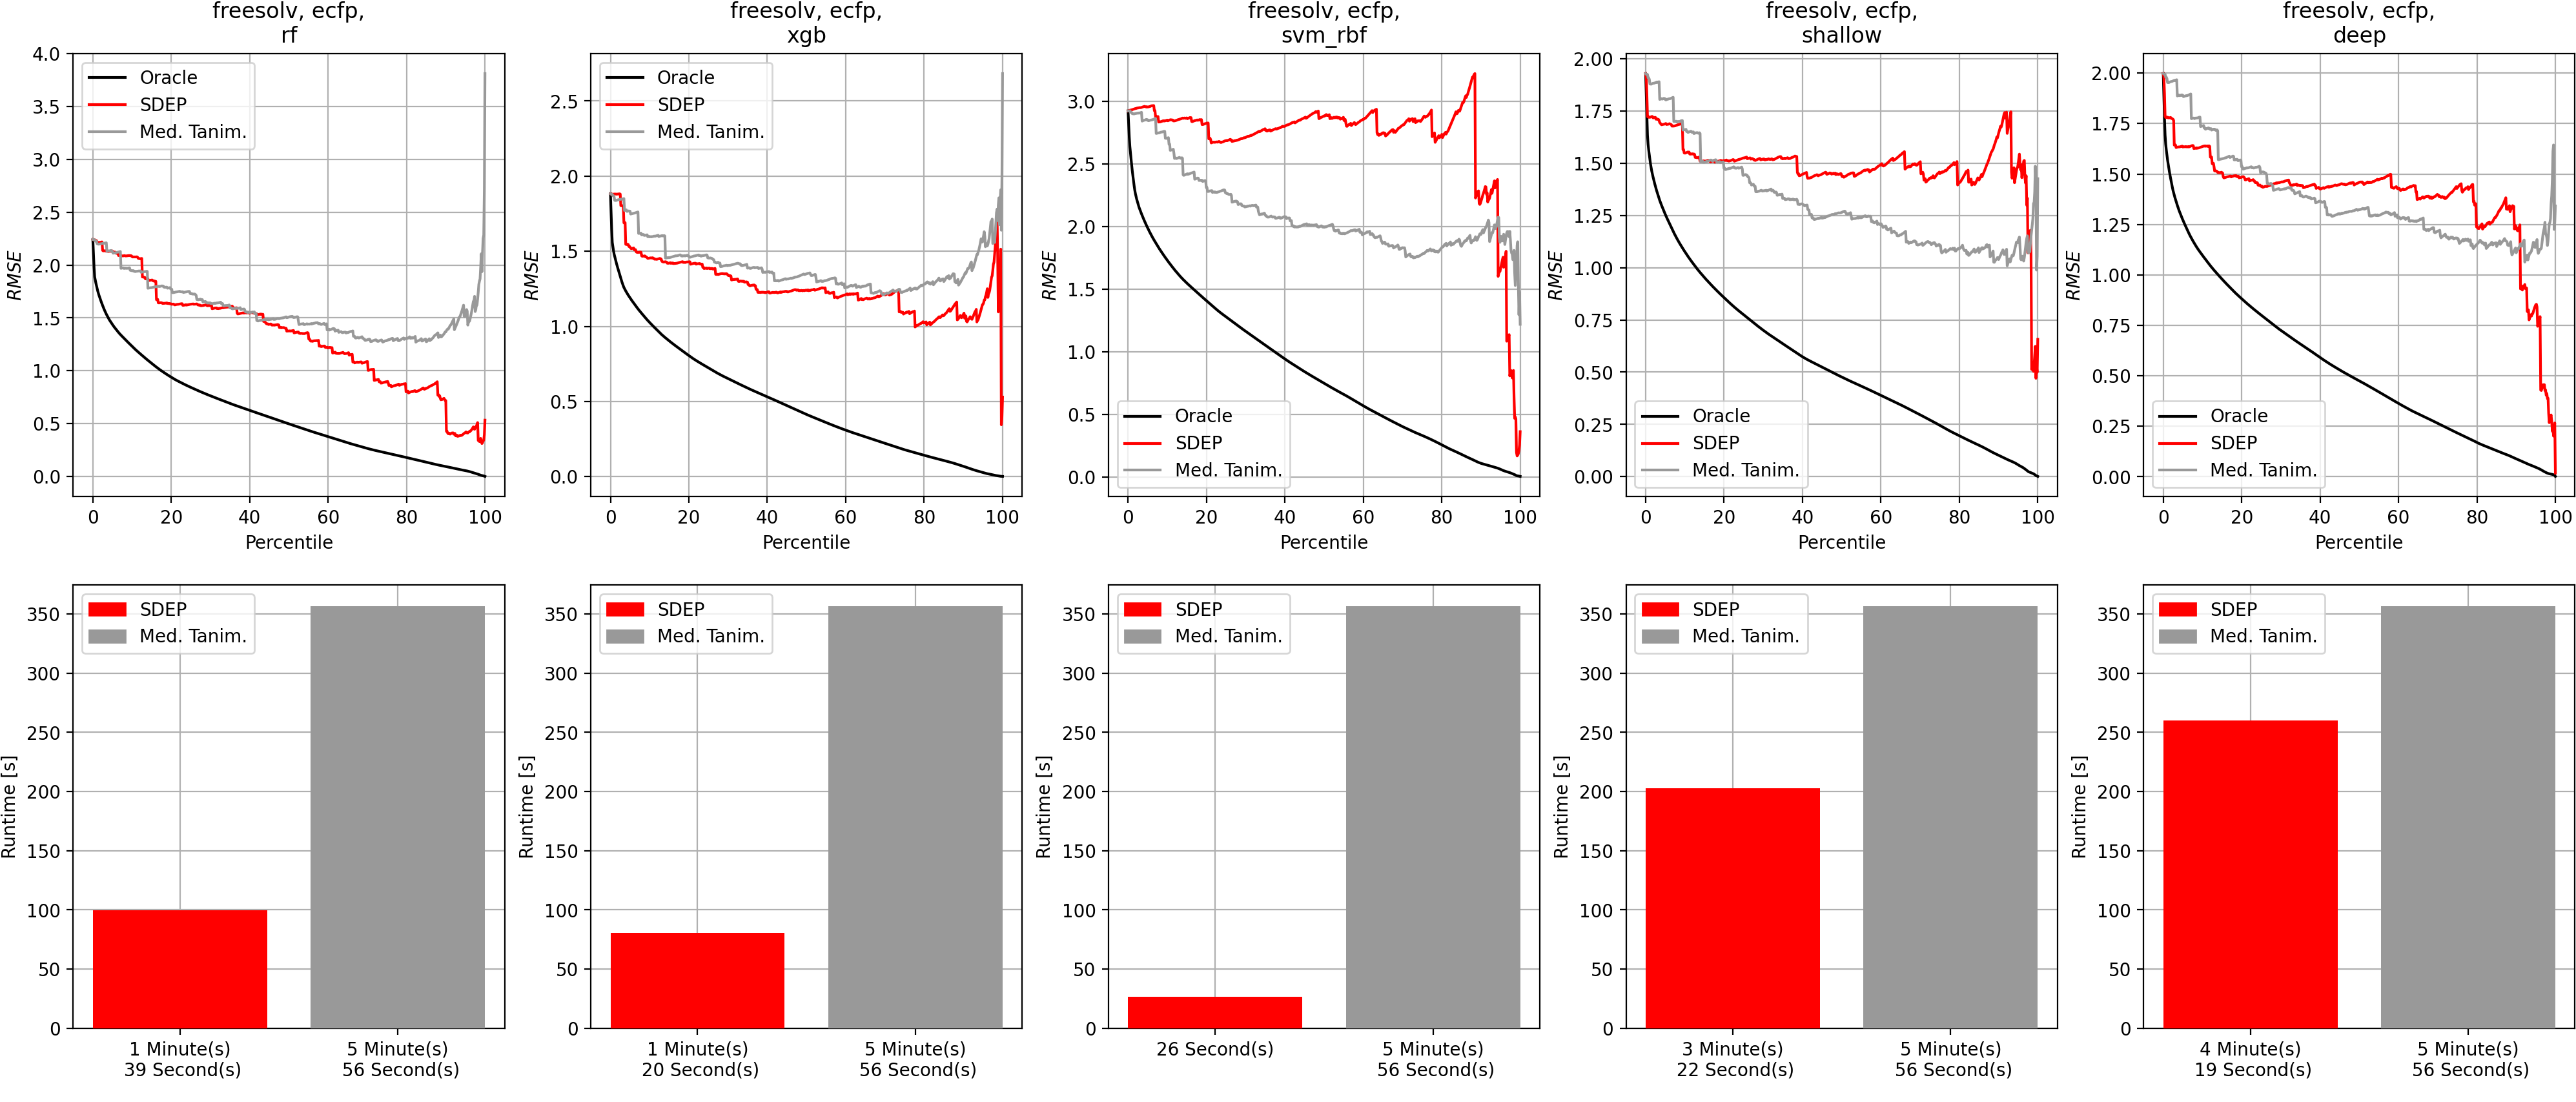 freesolv, ecfp,
rf
4.0
3.5
3.0
2.5
2.0
1.5
1.0
0.5
0.0
RMSE
Oracle
SDEP
Med. Tanim.
0 20 40 60 80 100
Percentile
freesolv, ecfp,
xgb
2.5
2.0
1.5
1.0
0.5
0.0
RMSE
Oracle
SDEP
Med. Tanim.
0 20 40 60 80 100
Percentile
freesolv, ecfp,
svm_rbf
3.0
2.5
2.0
1.5
1.0
0.5
0.0
RMSE
Oracle
SDEP
Med. Tanim.
0 20 40 60 80 100
Percentile
freesolv, ecfp,
shallow
2.00
1.75
1.50
1.25
1.00
0.75
0.50
0.25
0.00
RMSE
Oracle
SDEP
Med. Tanim.
0 20 40 60 80 100
Percentile
freesolv, ecfp,
deep
2.00
1.75
1.50
1.25
1.00
0.75
0.50
0.25
0.00
RMSE
Oracle
SDEP
Med. Tanim.
0 20 40 60 80 100
Percentile
350
300
250
200
150
100
50
0
Runtime [s]
SDEP
Med. Tanim.
1 Minute(s)
39 Second(s)
5 Minute(s)
56 Second(s)
350
300
250
200
150
100
50
0
Runtime [s]
SDEP
Med. Tanim.
1 Minute(s)
20 Second(s)
5 Minute(s)
56 Second(s)
350
300
250
200
150
100
50
0
Runtime [s]
SDEP
Med. Tanim.
26 Second(s)
5 Minute(s)
56 Second(s)
350
300
250
200
150
100
50
0
Runtime [s]
SDEP
Med. Tanim.
3 Minute(s)
22 Second(s)
5 Minute(s)
56 Second(s)
350
300
250
200
150
100
50
0
Runtime [s]
SDEP
Med. Tanim.
4 Minute(s)
19 Second(s)
5 Minute(s)
56 Second(s)